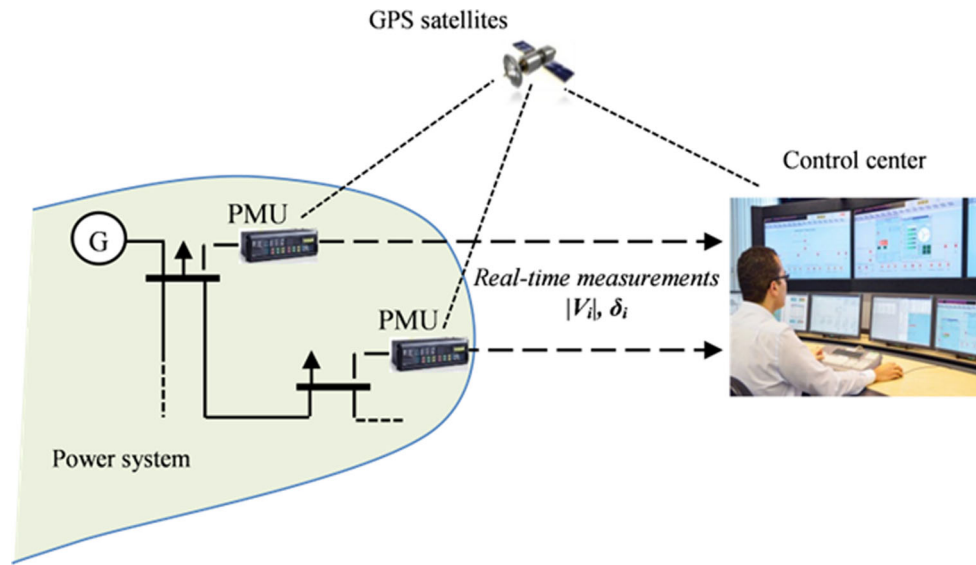 GPS satellites
Control center
PMU
G
Real-time measurements
|Vᵢ|, δᵢ
PMU
Power system